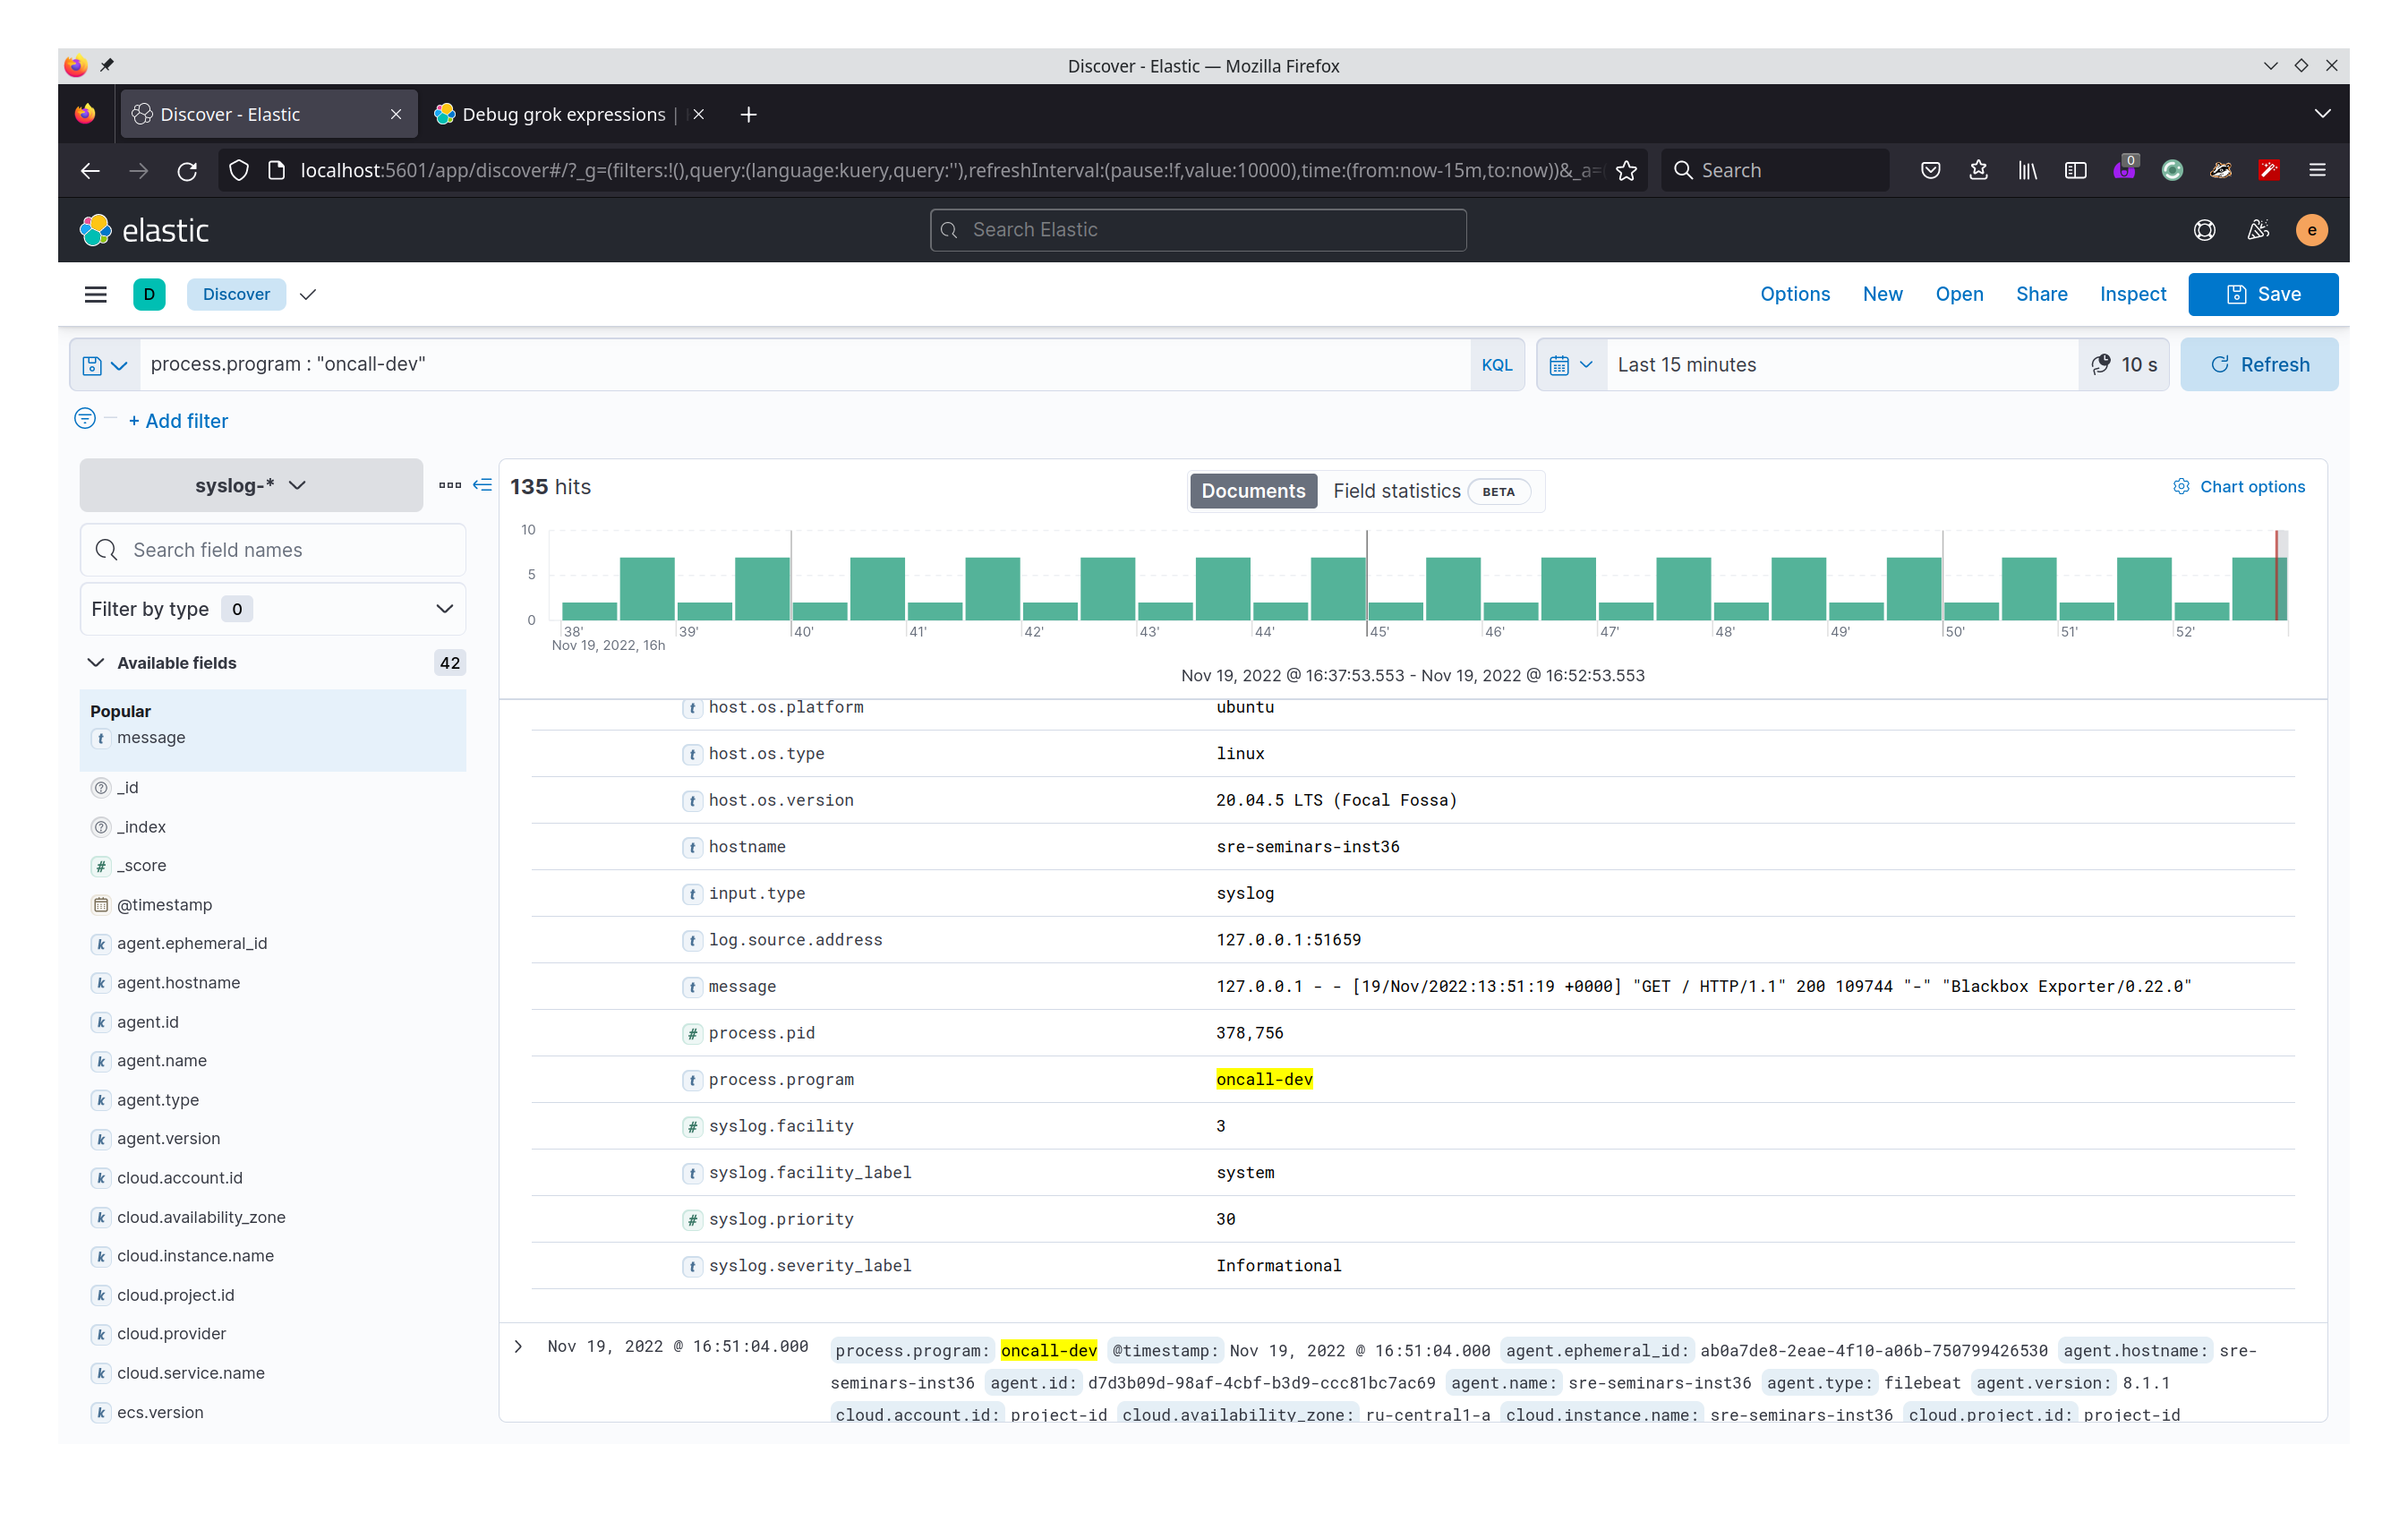 Discover - Elastic — Mozilla Firefox
Discover - Elastic
Debug grok expressions |
localhost:5601/app/discover#/?_g=(filters:!(),query:(language:kuery,query:''),refreshInterval:(pause:!f,value:10000),time:(from:now-15m,to:now))&_a=(
Search
0
elastic
Search Elastic
e
D
Discover
Options New Open Share Inspect Save
process.program : "oncall-dev"
KQL
Last 15 minutes
10 s
Refresh
+ Add filter
syslog-*
135 hits
Documents Field statistics BETA
Chart options
Search field names
Filter by type 0
Available fields 42
Popular
t message
_id
_index
# _score
@timestamp
k agent.ephemeral_id
k agent.hostname
k agent.id
k agent.name
k agent.type
k agent.version
k cloud.account.id
k cloud.availability_zone
k cloud.instance.name
k cloud.project.id
k cloud.provider
k cloud.service.name
k ecs.version
10
5
0
38' 39' 40' 41' 42' 43' 44' 45' 46' 47' 48' 49' 50' 51' 52'
Nov 19, 2022, 16h
Nov 19, 2022 @ 16:37:53.553 - Nov 19, 2022 @ 16:52:53.553
t host.os.platform ubuntu
t host.os.type linux
t host.os.version 20.04.5 LTS (Focal Fossa)
t hostname sre-seminars-inst36
t input.type syslog
t log.source.address 127.0.0.1:51659
t message 127.0.0.1 - - [19/Nov/2022:13:51:19 +0000] "GET / HTTP/1.1" 200 109744 "-" "Blackbox Exporter/0.22.0"
# process.pid 378,756
t process.program oncall-dev
# syslog.facility 3
t syslog.facility_label system
# syslog.priority 30
t syslog.severity_label Informational
Nov 19, 2022 @ 16:51:04.000 process.program: oncall-dev @timestamp: Nov 19, 2022 @ 16:51:04.000 agent.ephemeral_id: ab0a7de8-2eae-4f10-a06b-750799426530 agent.hostname: sre-
seminars-inst36 agent.id: d7d3b09d-98af-4cbf-b3d9-ccc81bc7ac69 agent.name: sre-seminars-inst36 agent.type: filebeat agent.version: 8.1.1
cloud.account.id: project-id cloud.availability_zone: ru-central1-a cloud.instance.name: sre-seminars-inst36 cloud.project.id: project-id